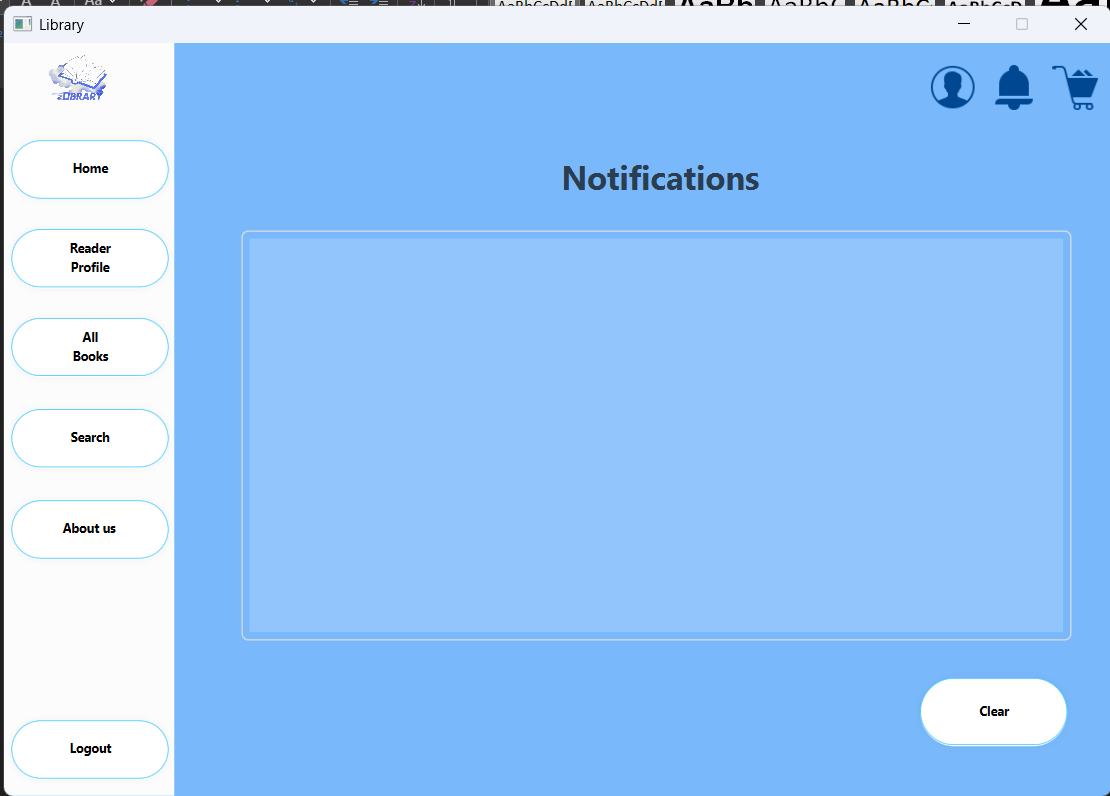 Library
eLIBRARY
Home
Reader
Profile
All
Books
Search
About us
Logout
Notifications
Clear